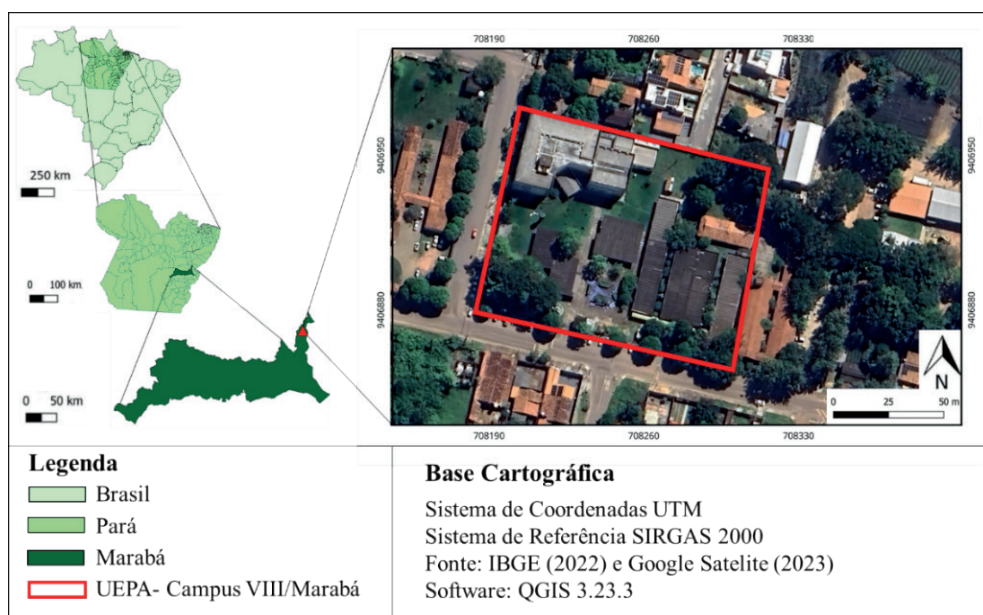 708190 708260 708330
9406950 9406950
9406880 9406880
250 km
0 100 km
0 50 km
N
0 25 50 m
708190 708260 708330
Legenda
Brasil
Pará
Marabá
UEPA- Campus VIII/Marabá
Base Cartográfica
Sistema de Coordenadas UTM
Sistema de Referência SIRGAS 2000
Fonte: IBGE (2022) e Google Satelite (2023)
Software: QGIS 3.23.3